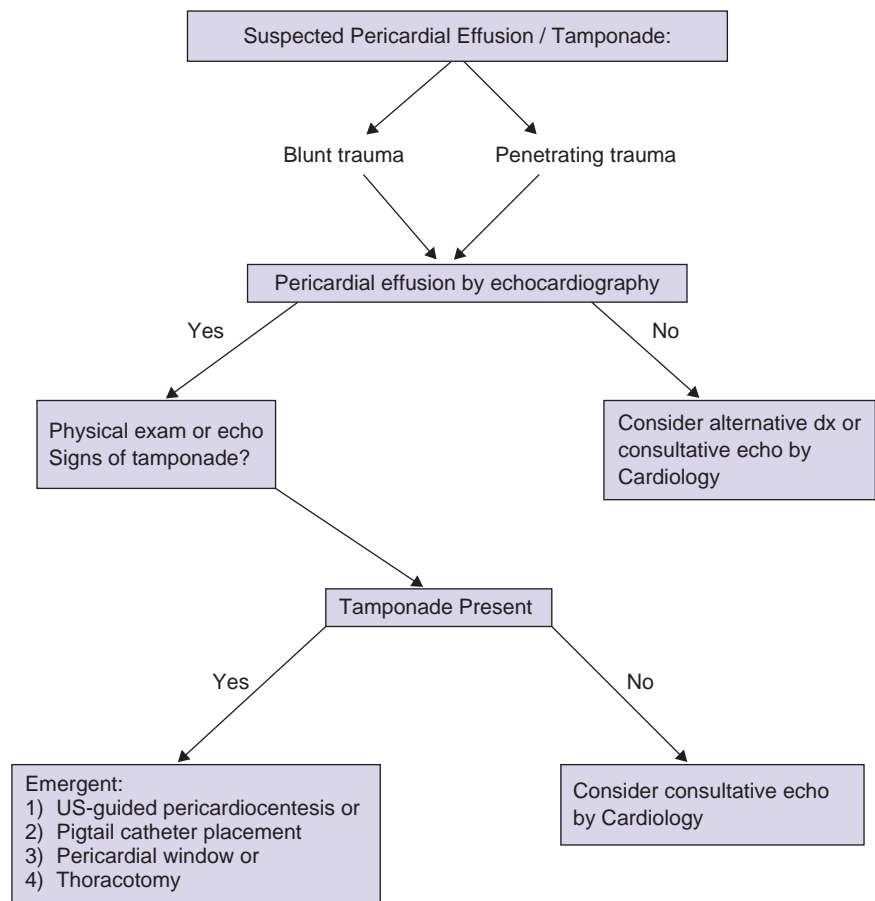 Suspected Pericardial Effusion / Tamponade:
Blunt trauma
Penetrating trauma
Pericardial effusion by echocardiography
Yes
No
Physical exam or echo
Signs of tamponade?
Consider alternative dx or
consultative echo by
Cardiology
Tamponade Present
Yes
No
Emergent:
1) US-guided pericardiocentesis or
2) Pigtail catheter placement
3) Pericardial window or
4) Thoracotomy
Consider consultative echo
by Cardiology